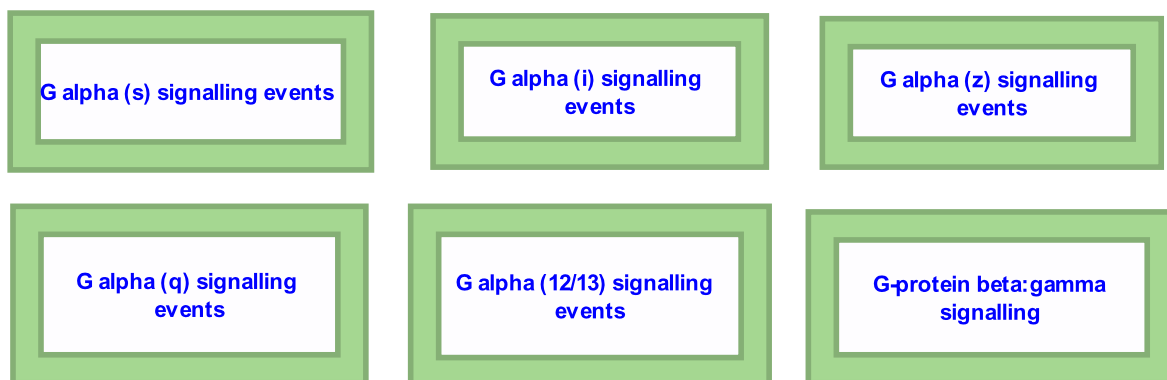 G alpha (s) signalling events
G alpha (i) signalling
events
G alpha (z) signalling
events
G alpha (q) signalling
events
G alpha (12/13) signalling
events
G-protein beta:gamma
signalling